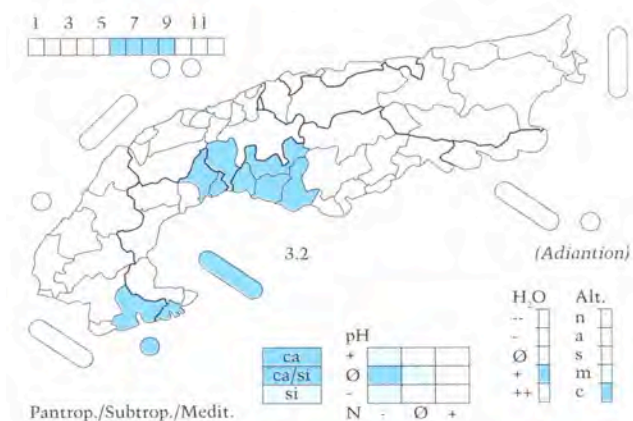 1 3 5 7 9 11
3.2
(Adiantion)
H₂O Alt.
-- n
- a
Ø s
+ m
++ c
pH
+
Ø
-
N - Ø +
ca
ca/si
si
Pantrop./Subtrop./Medit.